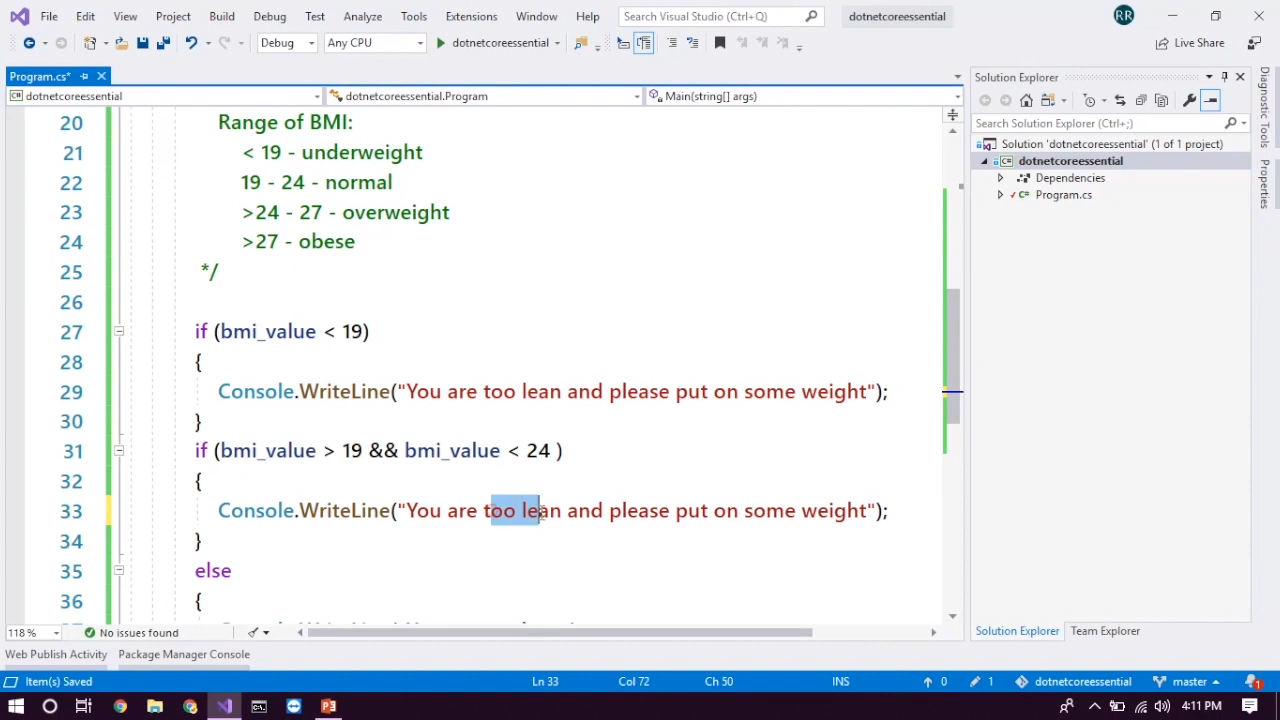 File Edit View Project Build Debug Test Analyze Tools Extensions Window Help Search Visual Studio (Ctrl+Q) dotnetcoreessential RR
Debug Any CPU dotnetcoreessential Live Share
Program.cs* Solution Explorer
dotnetcoreessential dotnetcoreessential.Program Main(string[] args)
Search Solution Explorer (Ctrl+;)
Solution 'dotnetcoreessential' (1 of 1 project)
dotnetcoreessential
Dependencies
Program.cs
Diagnostic Tools
Properties
20 Range of BMI:
21 < 19 - underweight
22 19 - 24 - normal
23 >24 - 27 - overweight
24 >27 - obese
25 */
26
27 if (bmi_value < 19)
28 {
29 Console.WriteLine("You are too lean and please put on some weight");
30 }
31 if (bmi_value > 19 && bmi_value < 24 )
32 {
33 Console.WriteLine("You are too lean and please put on some weight");
34 }
35 else
36 {
118 % No issues found
Solution Explorer Team Explorer
Web Publish Activity Package Manager Console
Item(s) Saved Ln 33 Col 72 Ch 50 INS 0 1 dotnetcoreessential master 1
4:11 PM